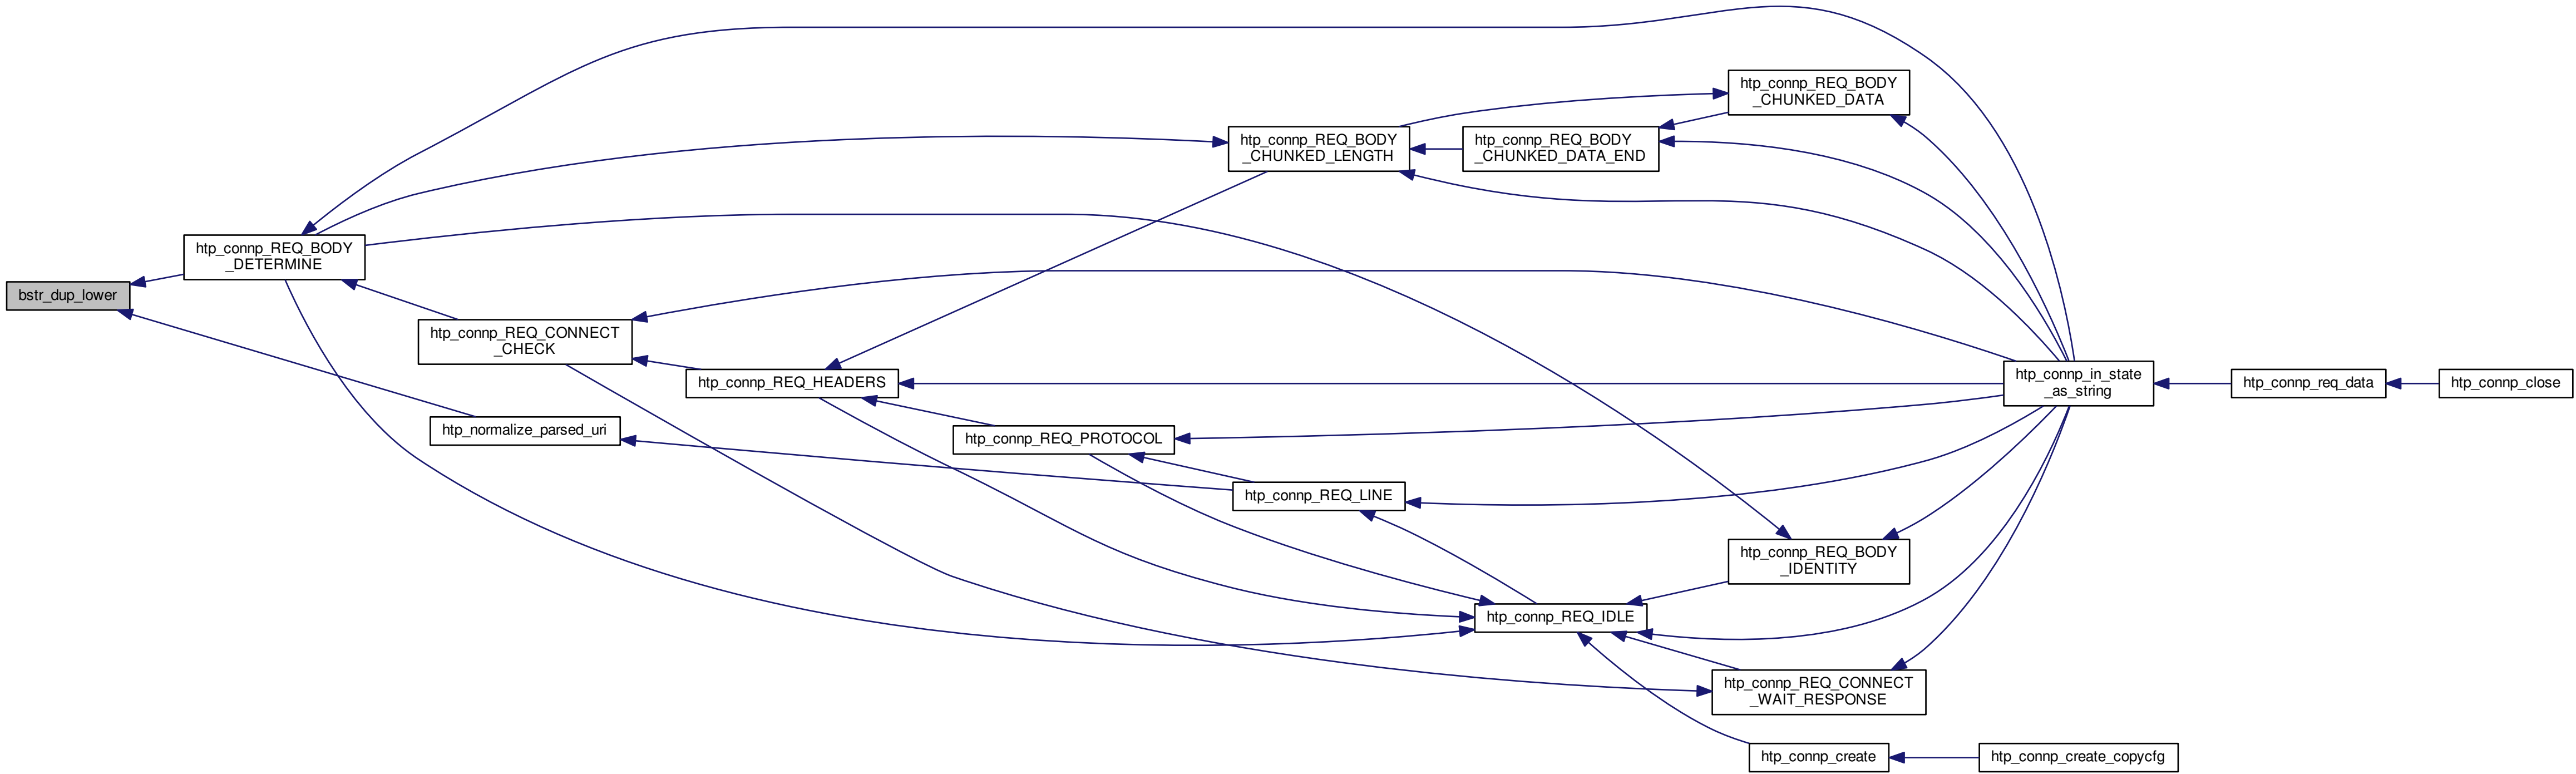 htp_connp_REQ_BODY
_CHUNKED_DATA
htp_connp_REQ_BODY
_CHUNKED_LENGTH
htp_connp_REQ_BODY
_CHUNKED_DATA_END
htp_connp_REQ_BODY
_DETERMINE
bstr_dup_lower
htp_connp_REQ_CONNECT
_CHECK
htp_connp_REQ_HEADERS
htp_connp_in_state
_as_string
htp_connp_req_data
htp_connp_close
htp_normalize_parsed_uri
htp_connp_REQ_PROTOCOL
htp_connp_REQ_LINE
htp_connp_REQ_BODY
_IDENTITY
htp_connp_REQ_IDLE
htp_connp_REQ_CONNECT
_WAIT_RESPONSE
htp_connp_create
htp_connp_create_copycfg